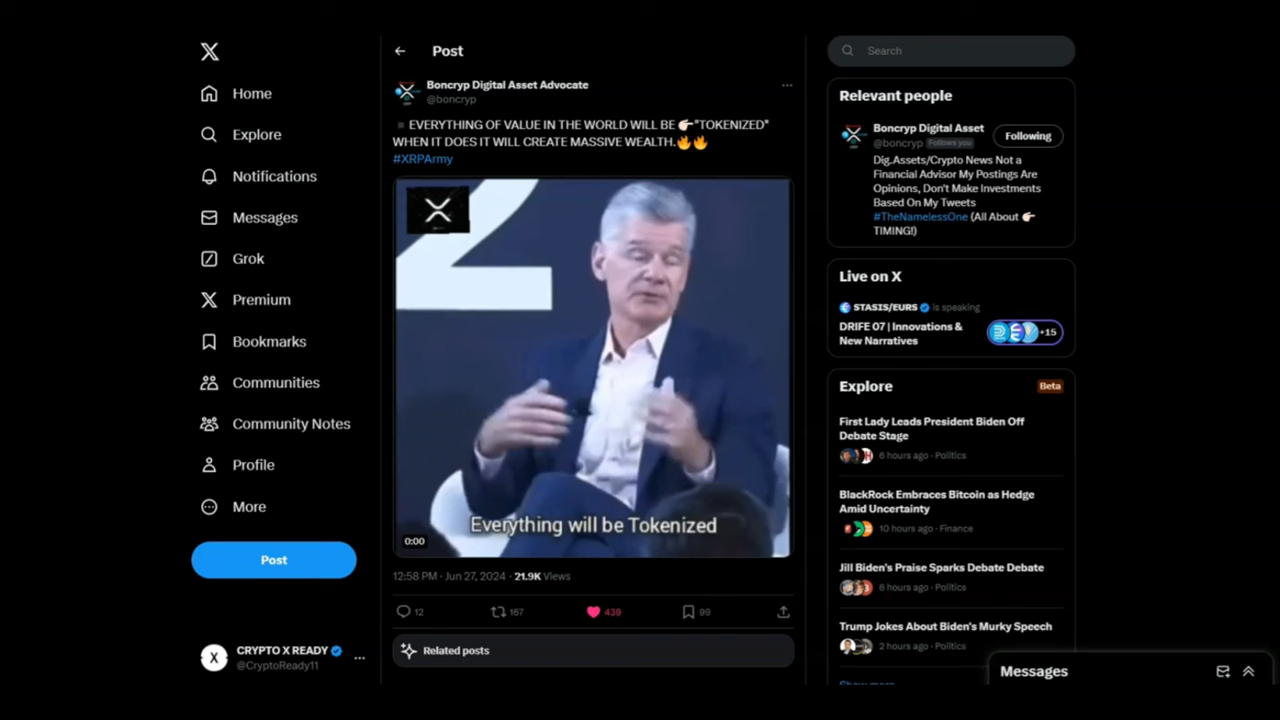 Home
Explore
Notifications
Messages
Grok
Premium
Bookmarks
Communities
Community Notes
Profile
More
Post
CRYPTO X READY
@CryptoReady11
Post
Boncryp Digital Asset Advocate
@boncryp
EVERYTHING OF VALUE IN THE WORLD WILL BE 👉🏻"TOKENIZED"
WHEN IT DOES IT WILL CREATE MASSIVE WEALTH.🔥🔥
#XRPArmy
Everything will be Tokenized
0:00
12:58 PM · Jun 27, 2024 · 21.9K Views
12 167 439 99
Related posts
Search
Relevant people
Boncryp Digital Asset
@boncryp Follows you
Following
Dig.Assets/Crypto News Not a
Financial Advisor My Postings Are
Opinions, Don't Make Investments
Based On My Tweets
#TheNamelessOne (All About 👉🏻
TIMING!)
Live on X
STASIS/EURS is speaking
DRIFE 07 | Innovations &
New Narratives
+15
Explore
Beta
First Lady Leads President Biden Off
Debate Stage
6 hours ago · Politics
BlackRock Embraces Bitcoin as Hedge
Amid Uncertainty
10 hours ago · Finance
Jill Biden's Praise Sparks Debate Debate
6 hours ago · Politics
Trump Jokes About Biden's Murky Speech
2 hours ago · Politics
Messages